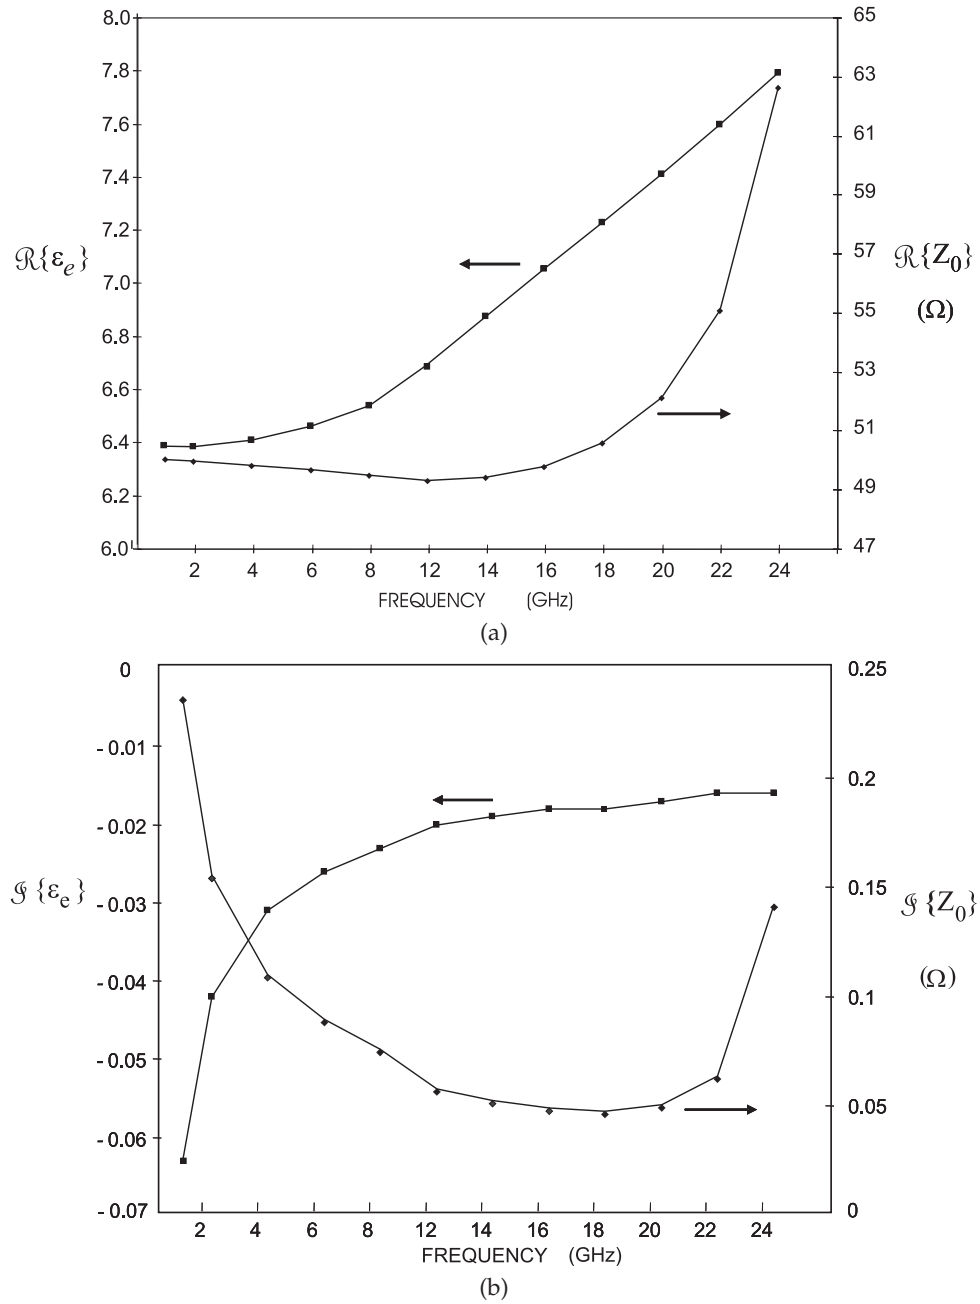 8.0
7.8
7.6
7.4
7.2
7.0
6.8
6.6
6.4
6.2
6.0
ℛ{εₑ}
65
63
61
59
57
55
53
51
49
47
ℛ{Z₀}
(Ω)
2 4 6 8 12 14 16 18 20 22 24
FREQUENCY (GHz)
(a)
0
-0.01
-0.02
-0.03
-0.04
-0.05
-0.06
-0.07
ℐ{εₑ}
0.25
0.2
0.15
0.1
0.05
0
ℐ{Z₀}
(Ω)
2 4 6 8 12 14 16 18 20 22 24
FREQUENCY (GHz)
(b)